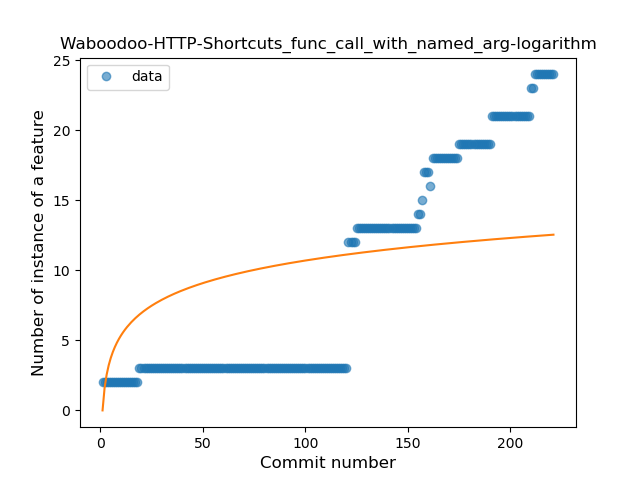 Waboodoo-HTTP-Shortcuts_func_call_with_named_arg-logarithm
data
Number of instance of a feature
25
20
15
10
5
0
0 50 100 150 200
Commit number